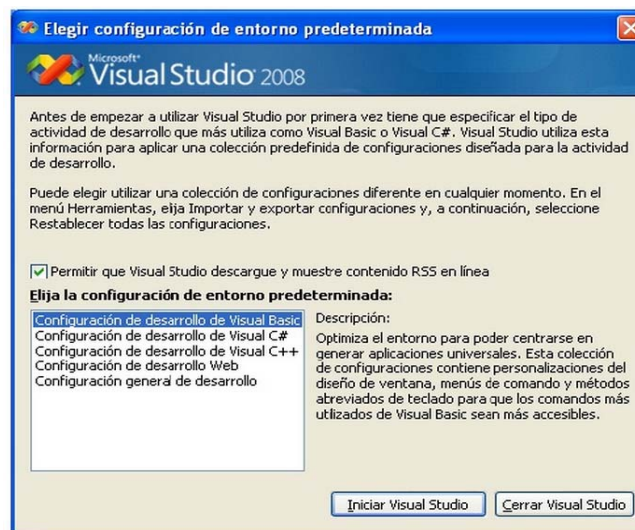 Elegir configuración de entorno predeterminada
Microsoft
Visual Studio 2008
Antes de empezar a utilizar Visual Studio por primera vez tiene que especificar el tipo de
actividad de desarrollo que más utiliza como Visual Basic o Visual C#. Visual Studio utiliza esta
información para aplicar una colección predefinida de configuraciones diseñada para la actividad
de desarrollo.
Puede elegir utilizar una colección de configuraciones diferente en cualquier momento. En el
menú Herramientas, elija Importar y exportar configuraciones y, a continuación, seleccione
Restablecer todas las configuraciones.
Permitir que Visual Studio descargue y muestre contenido RSS en línea
Elija la configuración de entorno predeterminada:
Configuración de desarrollo de Visual Basic
Configuración de desarrollo de Visual C#
Configuración de desarrollo de Visual C++
Configuración de desarrollo Web
Configuración general de desarrollo
Descripción:
Optimiza el entorno para poder centrarse en
generar aplicaciones universales. Esta colección
de configuraciones contiene personalizaciones del
diseño de ventana, menús de comando y métodos
abreviados de teclado para que los comandos más
utilizados de Visual Basic sean más accesibles.
Iniciar Visual Studio
Cerrar Visual Studio